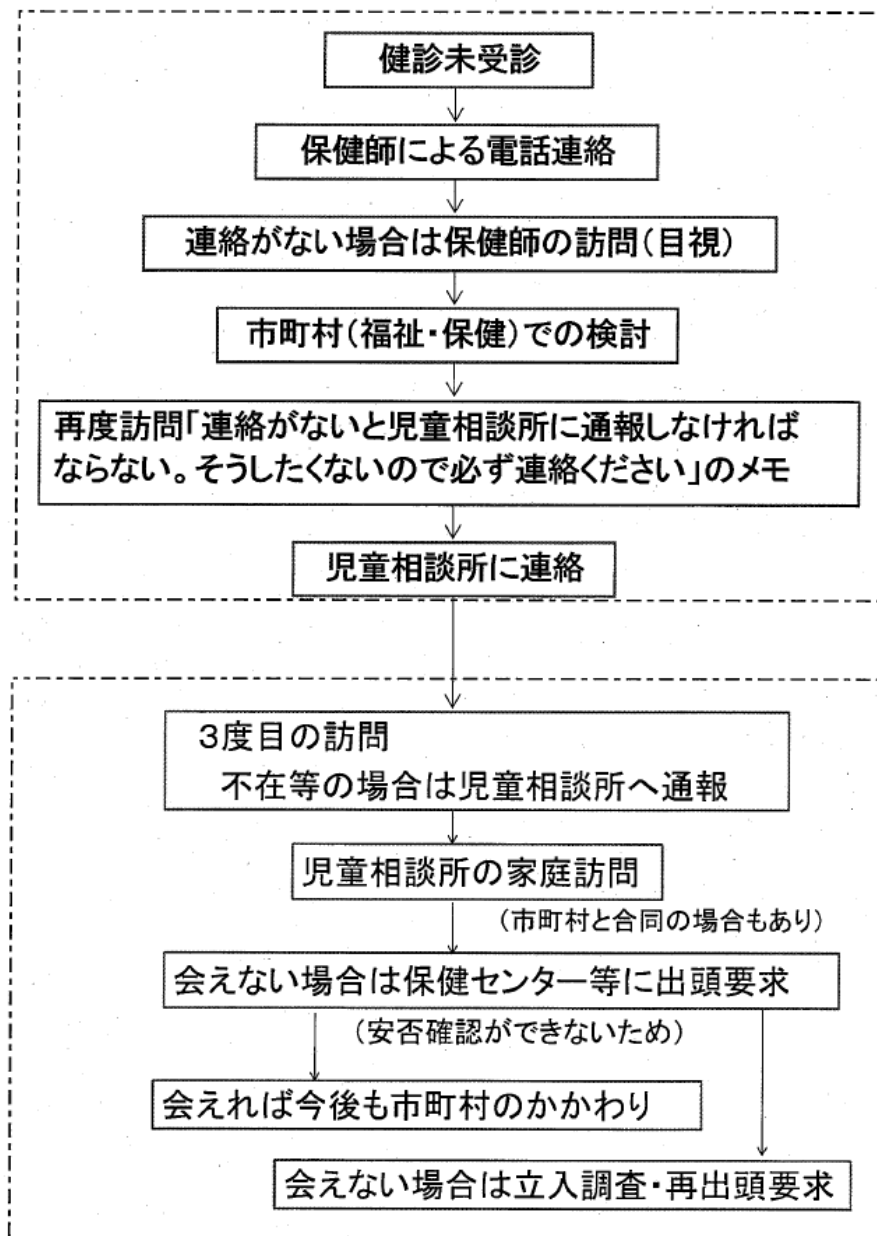 健診未受診
保健師による電話連絡
連絡がない場合は保健師の訪問(目視)
市町村(福祉・保健)での検討
再度訪問「連絡がないと児童相談所に通報しなければ
ならない。そうしたくないので必ず連絡ください」のメモ
児童相談所に連絡
3度目の訪問
不在等の場合は児童相談所へ通報
児童相談所の家庭訪問
(市町村と合同の場合もあり)
会えない場合は保健センター等に出頭要求
(安否確認ができないため)
会えれば今後も市町村のかかわり
会えない場合は立入調査・再出頭要求